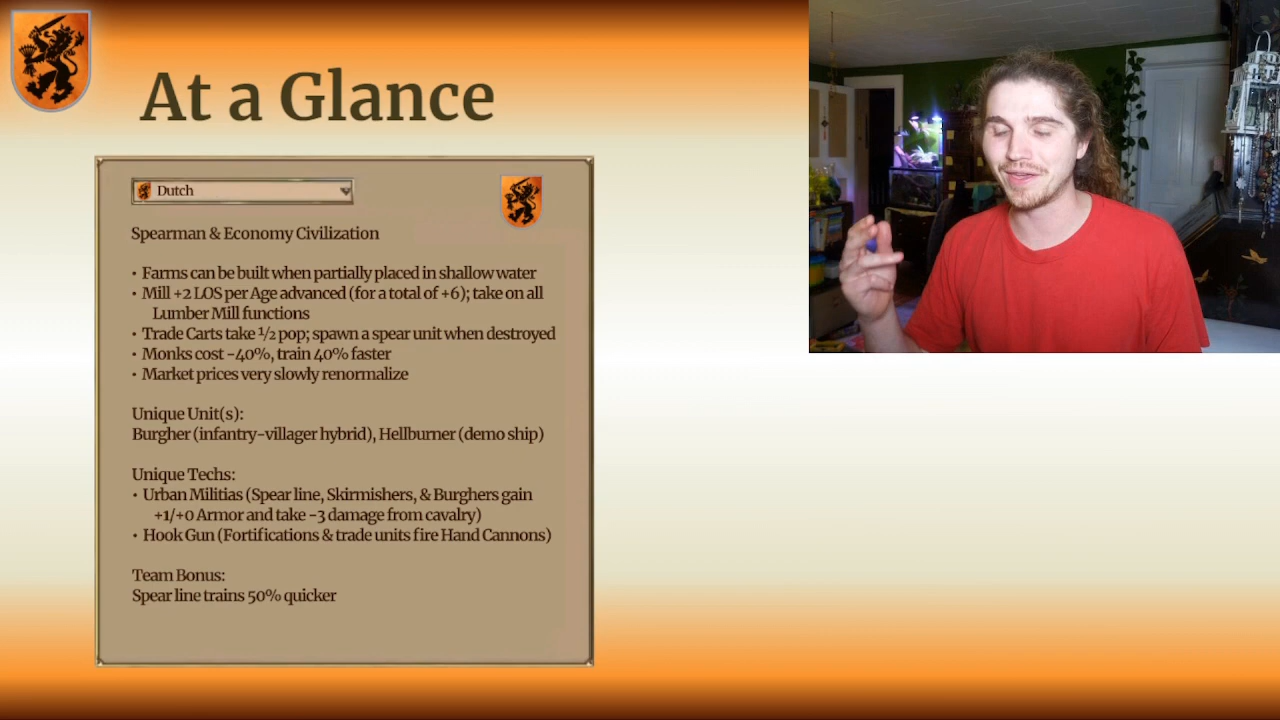 At a Glance
Dutch
Spearman & Economy Civilization
• Farms can be built when partially placed in shallow water
• Mill +2 LOS per Age advanced (for a total of +6); take on all
Lumber Mill functions
• Trade Carts take ½ pop; spawn a spear unit when destroyed
• Monks cost -40%, train 40% faster
• Market prices very slowly renormalize
Unique Unit(s):
Burgher (infantry-villager hybrid), Hellburner (demo ship)
Unique Techs:
• Urban Militias (Spear line, Skirmishers, & Burghers gain
+1/+0 Armor and take -3 damage from cavalry)
• Hook Gun (Fortifications & trade units fire Hand Cannons)
Team Bonus:
Spear line trains 50% quicker